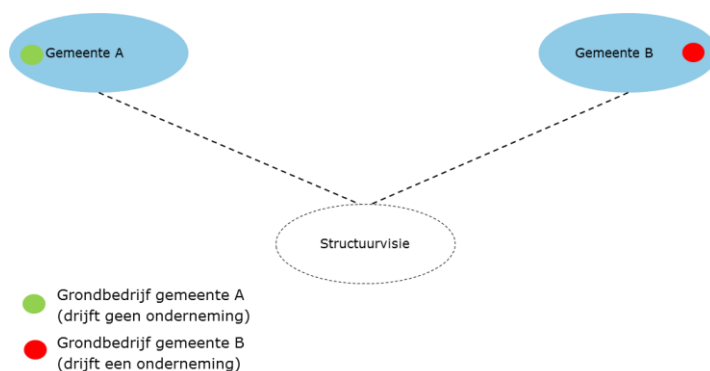 Gemeente A
Gemeente B
Structuurvisie
Grondbedrijf gemeente A
(drijft geen onderneming)
Grondbedrijf gemeente B
(drijft een onderneming)